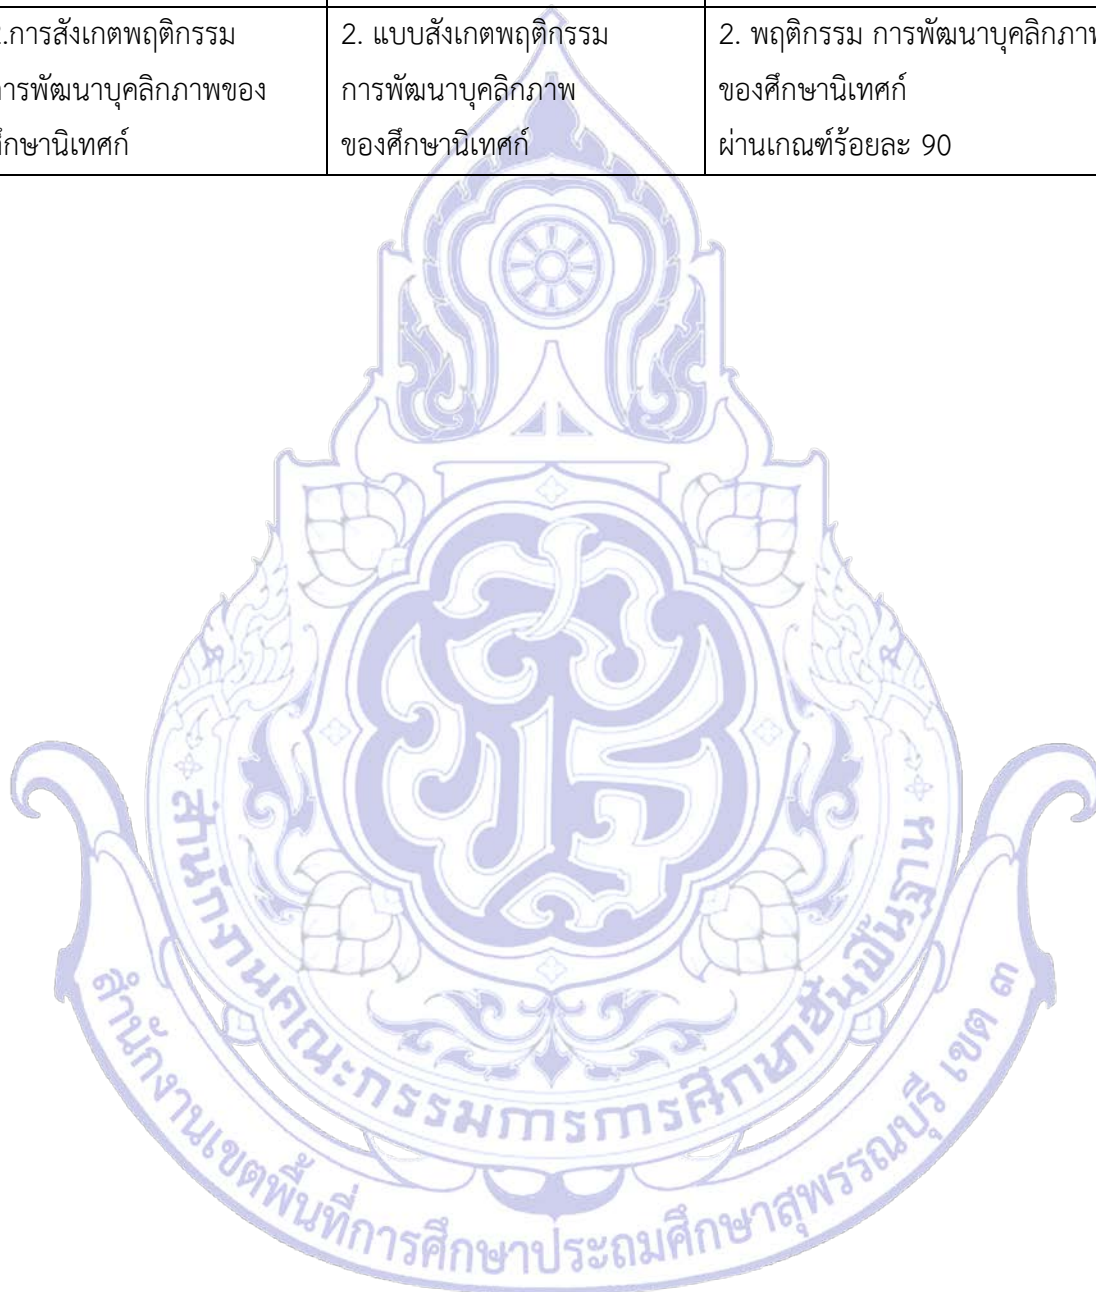 .การสังเกตพฤติกรรม
การพัฒนาบุคลิกภาพของ
ศึกษานิเทศก์
2. แบบสังเกตพฤติกรรม
การพัฒนาบุคลิกภาพ
ของศึกษานิเทศก์
2. พฤติกรรม การพัฒนาบุคลิกภาพ
ของศึกษานิเทศก์
ผ่านเกณฑ์ร้อยละ 90
สำนักงานคณะกรรมการการศึกษาขั้นพื้นฐาน
สำนักงานเขตพื้นที่การศึกษาประถมศึกษาสุพรรณบุรี เขต ๓